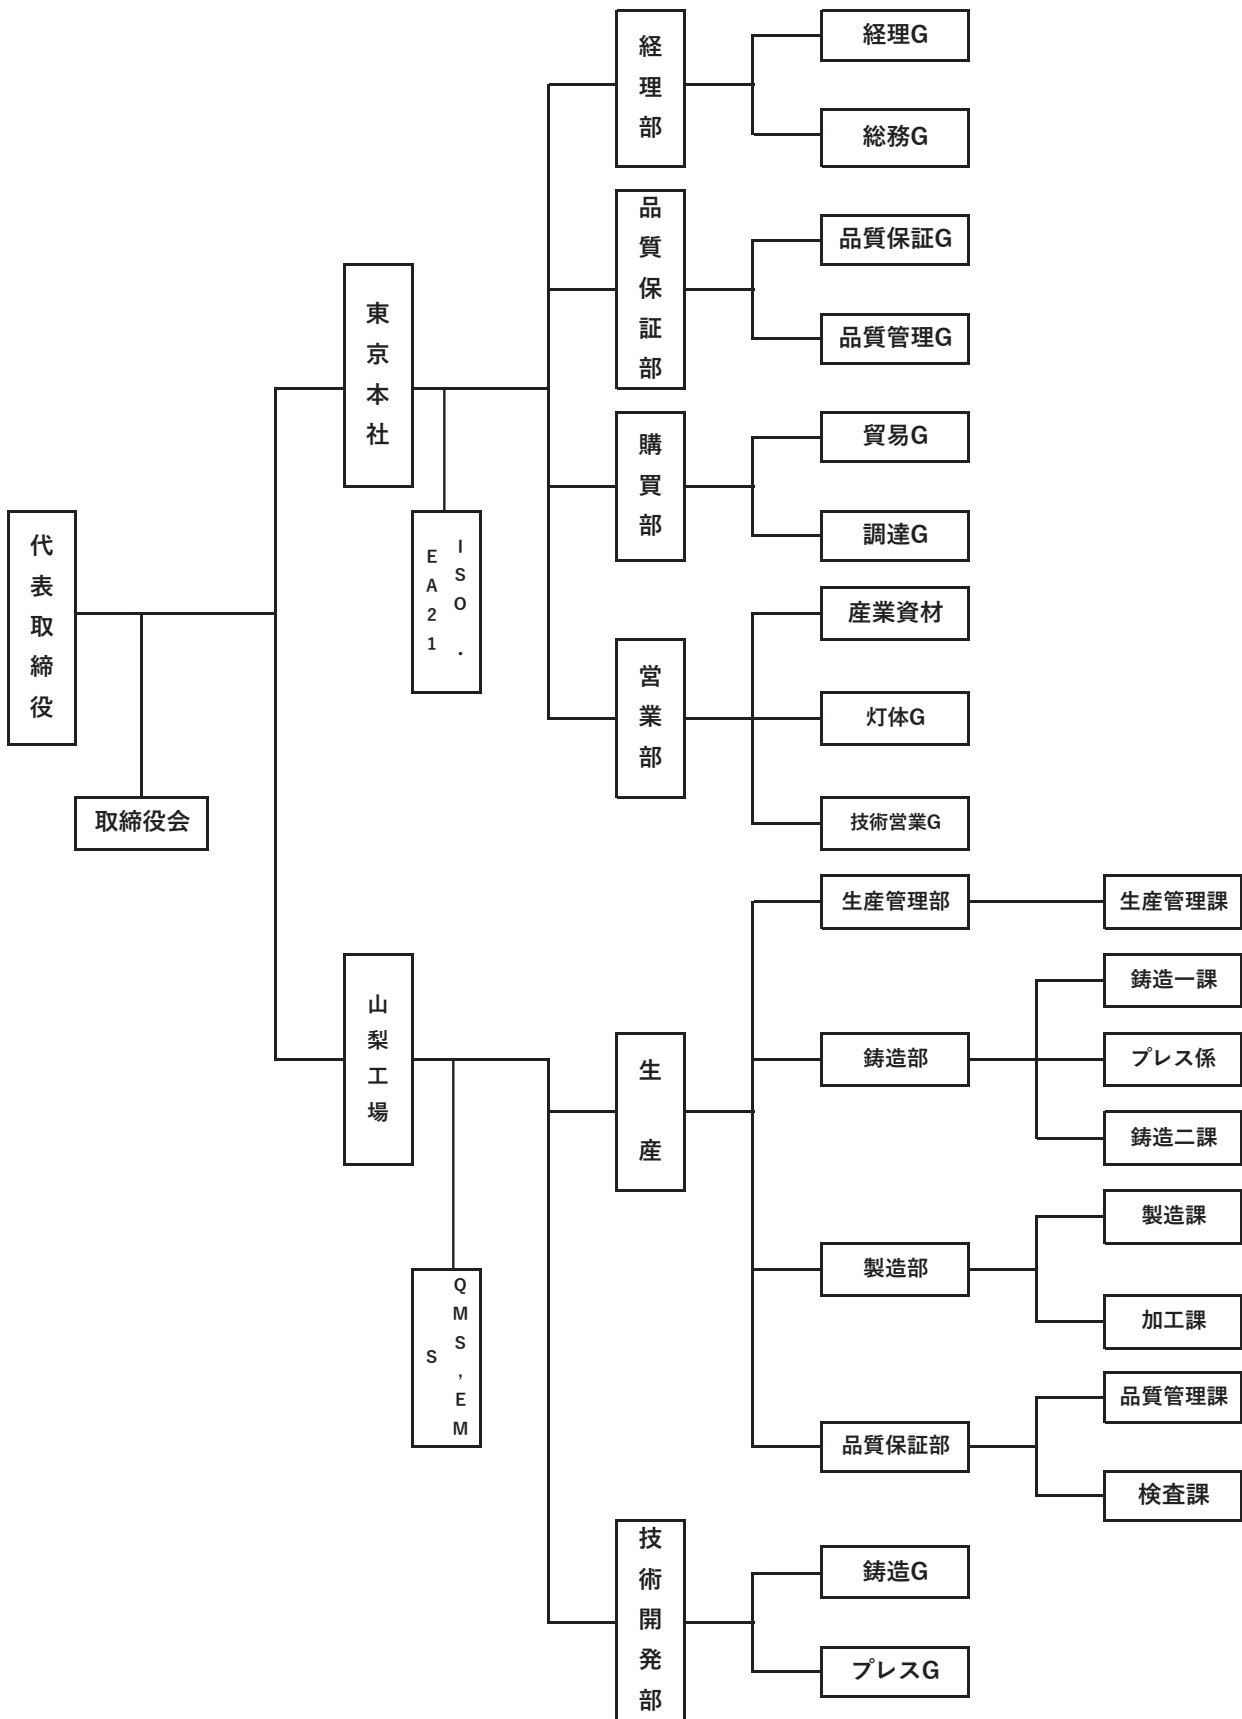 代表取締役
取締役会
東京本社
ISO.
EA21
経理部
経理G
総務G
品質保証部
品質保証G
品質管理G
購買部
貿易G
調達G
営業部
産業資材
灯体G
技術営業G
山梨工場
QMS,EM
S
生産
生産管理部
生産管理課
鋳造部
鋳造一課
プレス係
鋳造二課
製造部
製造課
加工課
品質保証部
品質管理課
検査課
技術開発部
鋳造G
プレスG